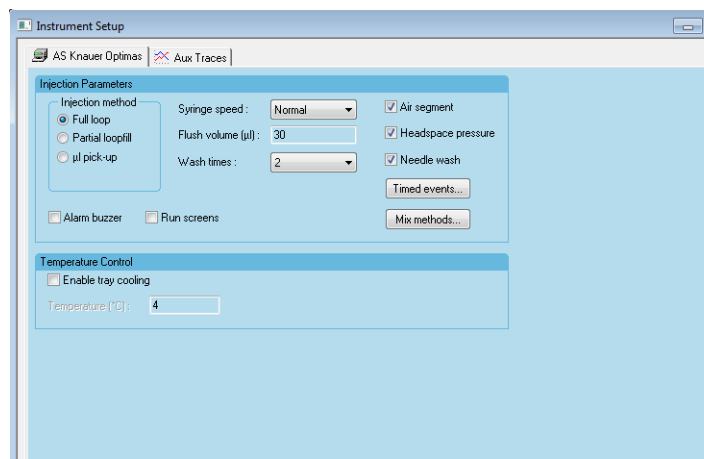 Instrument Setup
AS Knauer Optimas
Aux Traces
Injection Parameters
Injection method
Full loop
Partial loopfill
µl pick-up
Syringe speed :
Normal
Flush volume (µl) :
30
Wash times :
2
Air segment
Headspace pressure
Needle wash
Timed events...
Mix methods...
Alarm buzzer
Run screens
Temperature Control
Enable tray cooling
Temperature (°C) :
4